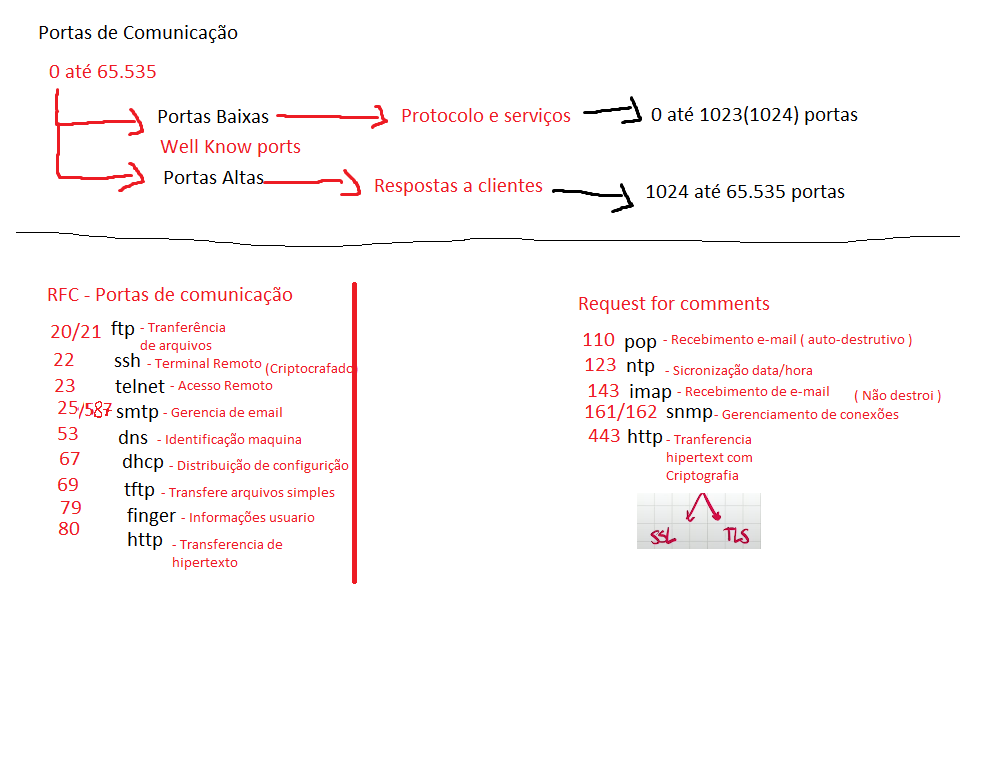 Portas de Comunicação
0 até 65.535
Portas Baixas
Protocolo e serviços
0 até 1023(1024) portas
Well Know ports
Portas Altas
Respostas a clientes
1024 até 65.535 portas
RFC - Portas de comunicação
20/21 ftp - Tranferência
de arquivos
22 ssh - Terminal Remoto (Criptocrafado)
23 telnet - Acesso Remoto
25/587 smtp - Gerencia de email
53 dns - Identificação maquina
67 dhcp - Distribuição de configurição
69 tftp - Transfere arquivos simples
79 finger - Informações usuario
80 http - Transferencia de
hipertexto
Request for comments
110 pop - Recebimento e-mail ( auto-destrutivo )
123 ntp - Sicronização data/hora
143 imap - Recebimento de e-mail ( Não destroi )
161/162 snmp - Gerenciamento de conexões
443 http - Tranferencia
hipertext com
Criptografia
SSL TLS